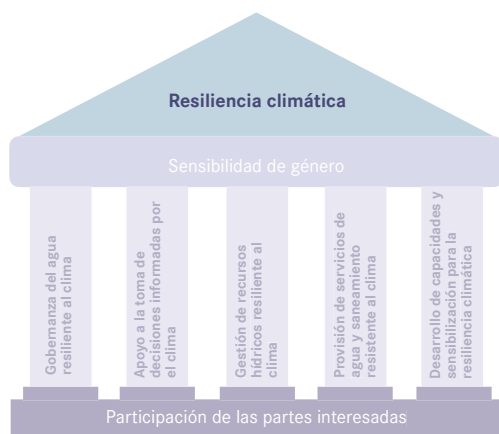 Resiliencia climática
Sensibilidad de género
Gobernanza del agua
resiliente al clima
Apoyo a la toma de
decisiones informadas por
el clima
Gestión de recursos
hídricos resiliente al
clima
Provisión de servicios de
agua y saneamiento
resistente al clima
Desarrollo de capacidades y
sensibilización para la
resiliencia climática
Participación de las partes interesadas